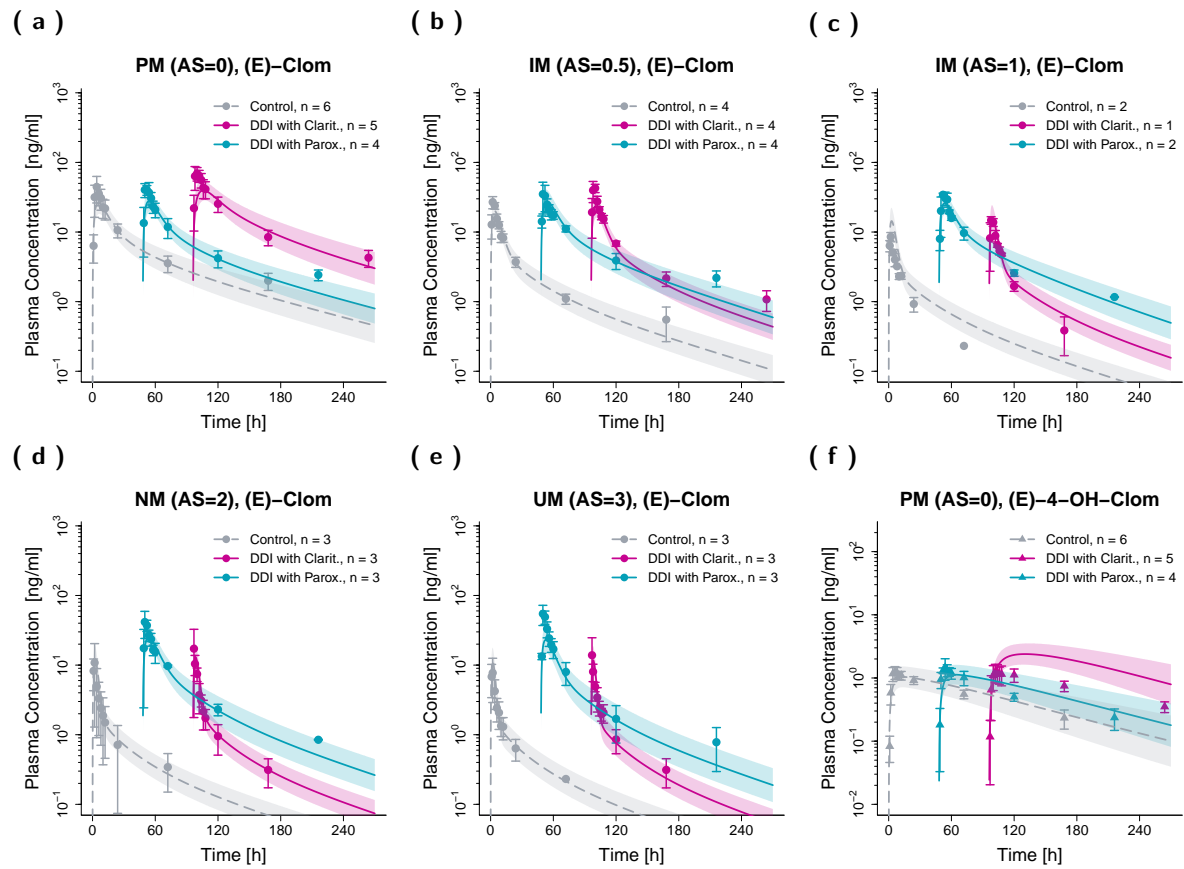 ( a )
PM (AS=0), (E)−Clom
Plasma Concentration [ng/ml]
10³
10²
10¹
10⁰
10⁻¹
Control, n = 6
DDI with Clarit., n = 5
DDI with Parox., n = 4
0 60 120 180 240
Time [h]
( b )
IM (AS=0.5), (E)−Clom
Plasma Concentration [ng/ml]
10³
10²
10¹
10⁰
10⁻¹
Control, n = 4
DDI with Clarit., n = 4
DDI with Parox., n = 4
0 60 120 180 240
Time [h]
( c )
IM (AS=1), (E)−Clom
Plasma Concentration [ng/ml]
10³
10²
10¹
10⁰
10⁻¹
Control, n = 2
DDI with Clarit., n = 1
DDI with Parox., n = 2
0 60 120 180 240
Time [h]
( d )
NM (AS=2), (E)−Clom
Plasma Concentration [ng/ml]
10³
10²
10¹
10⁰
10⁻¹
Control, n = 3
DDI with Clarit., n = 3
DDI with Parox., n = 3
0 60 120 180 240
Time [h]
( e )
UM (AS=3), (E)−Clom
Plasma Concentration [ng/ml]
10³
10²
10¹
10⁰
10⁻¹
Control, n = 3
DDI with Clarit., n = 3
DDI with Parox., n = 3
0 60 120 180 240
Time [h]
( f )
PM (AS=0), (E)−4−OH−Clom
Plasma Concentration [ng/ml]
10²
10¹
10⁰
10⁻¹
10⁻²
Control, n = 6
DDI with Clarit., n = 5
DDI with Parox., n = 4
0 60 120 180 240
Time [h]